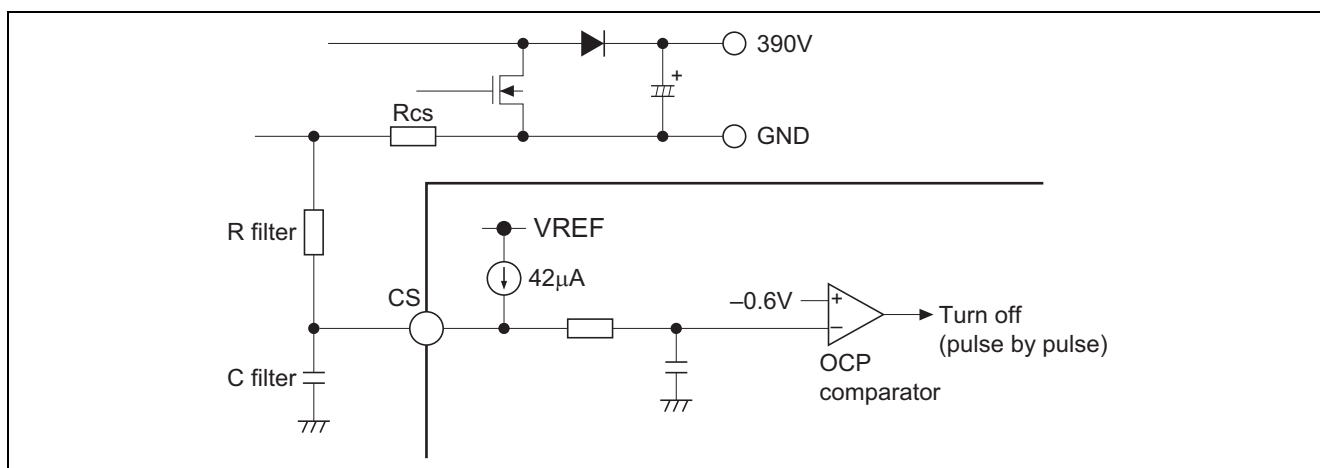 390V
+
Rcs
GND
R filter
VREF
42μA
CS
–0.6V
+
–
Turn off
(pulse by pulse)
OCP
comparator
C filter